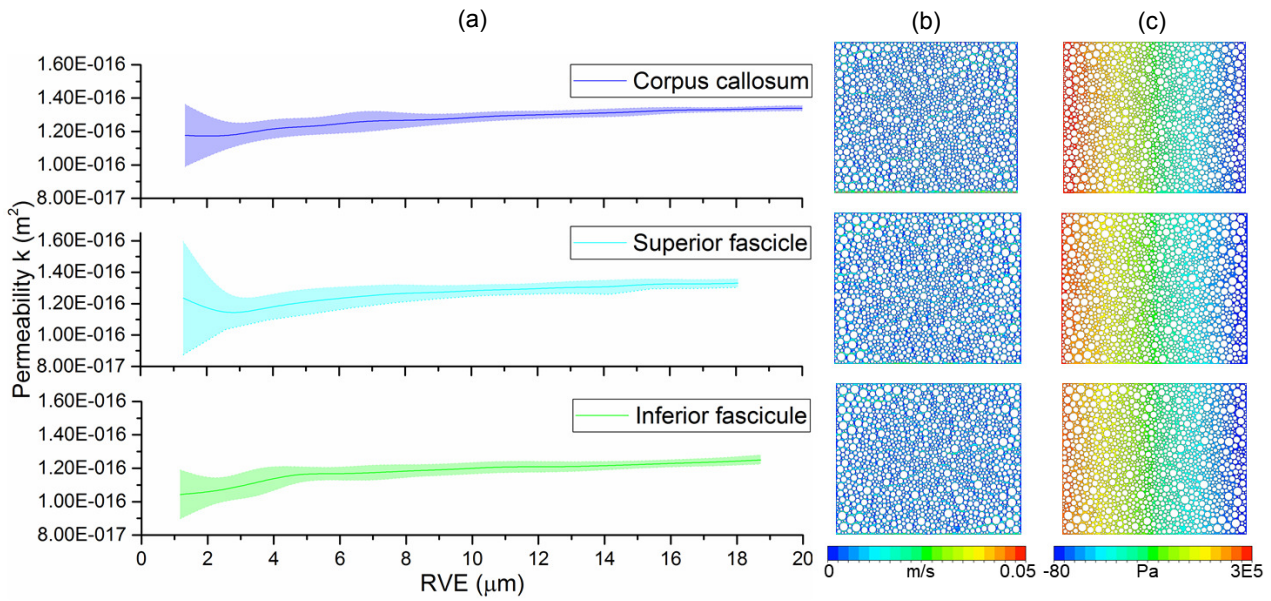 (a)
(b)
(c)
Permeability k (m²)
1.60E-016
1.40E-016
1.20E-016
1.00E-016
8.00E-017
Corpus callosum
1.60E-016
1.40E-016
1.20E-016
1.00E-016
8.00E-017
Superior fascicle
1.60E-016
1.40E-016
1.20E-016
1.00E-016
8.00E-017
Inferior fascicule
0 2 4 6 8 10 12 14 16 18 20
RVE (μm)
0 m/s 0.05
-80 Pa 3E5